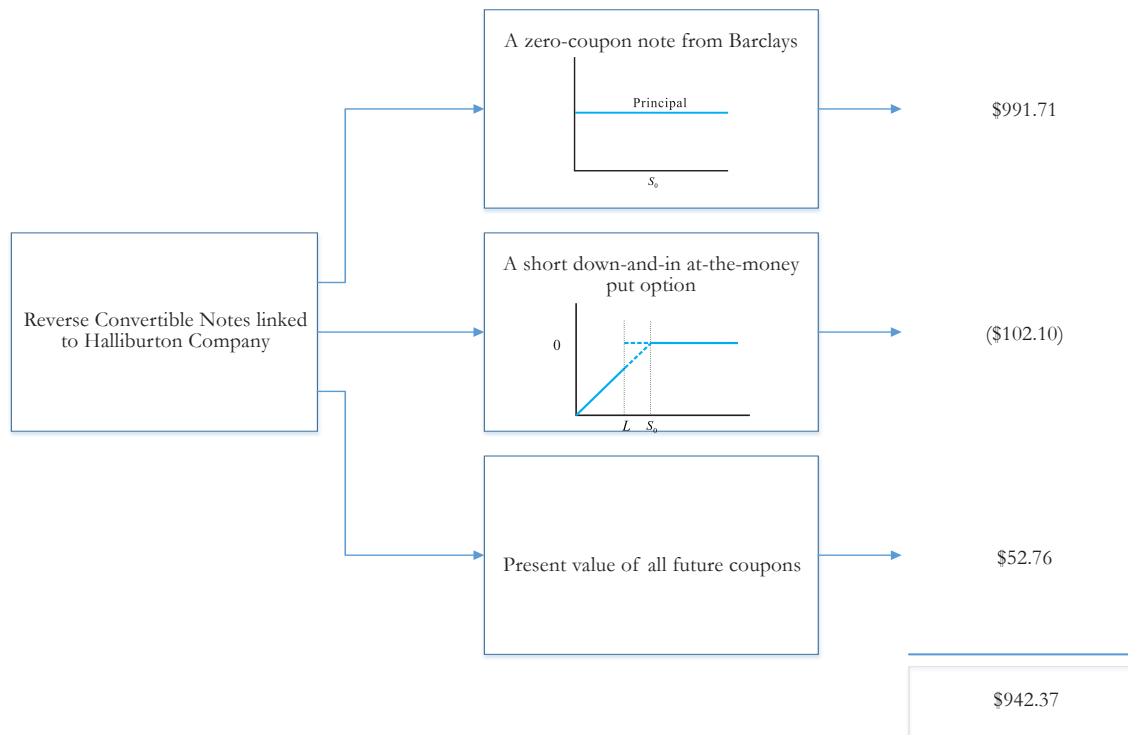 A zero-coupon note from Barclays
Principal
S₀
$991.71
Reverse Convertible Notes linked
to Halliburton Company
A short down-and-in at-the-money
put option
0
L S₀
($102.10)
Present value of all future coupons
$52.76
$942.37